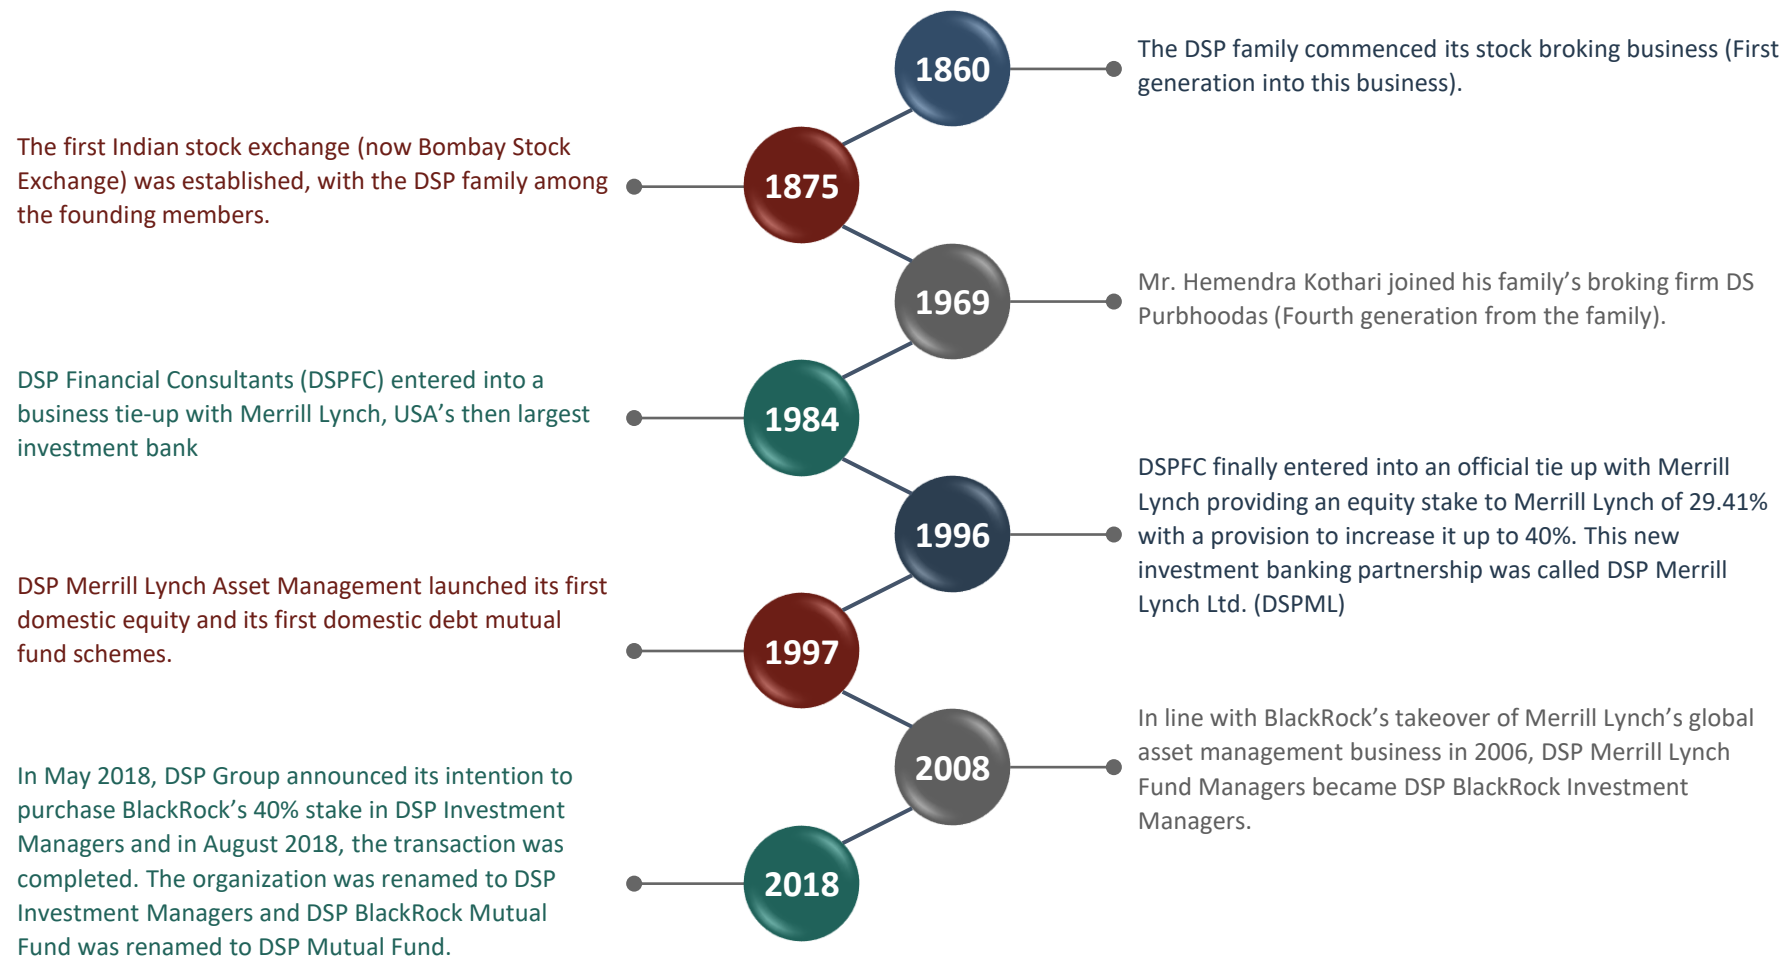 1860
The DSP family commenced its stock broking business (First
generation into this business).
The first Indian stock exchange (now Bombay Stock
Exchange) was established, with the DSP family among
the founding members.
1875
1969
Mr. Hemendra Kothari joined his family’s broking firm DS
Purbhoodas (Fourth generation from the family).
DSP Financial Consultants (DSPFC) entered into a
business tie-up with Merrill Lynch, USA’s then largest
investment bank
1984
1996
DSPFC finally entered into an official tie up with Merrill
Lynch providing an equity stake to Merrill Lynch of 29.41%
with a provision to increase it up to 40%. This new
investment banking partnership was called DSP Merrill
Lynch Ltd. (DSPML)
DSP Merrill Lynch Asset Management launched its first
domestic equity and its first domestic debt mutual
fund schemes.
1997
2008
In line with BlackRock’s takeover of Merrill Lynch’s global
asset management business in 2006, DSP Merrill Lynch
Fund Managers became DSP BlackRock Investment
Managers.
In May 2018, DSP Group announced its intention to
purchase BlackRock’s 40% stake in DSP Investment
Managers and in August 2018, the transaction was
completed. The organization was renamed to DSP
Investment Managers and DSP BlackRock Mutual
Fund was renamed to DSP Mutual Fund.
2018